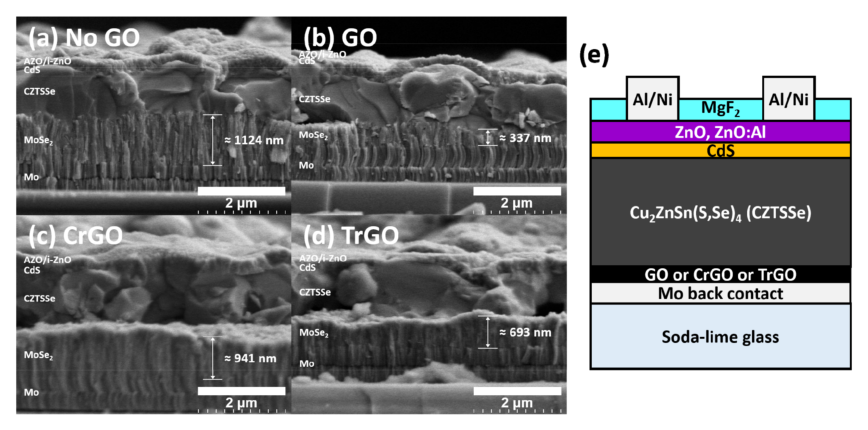 (a) No GO
AZO/i-ZnO
CdS
CZTSSe
MoSe₂
≈ 1124 nm
Mo
2 μm
(b) GO
AZO/i-ZnO
CdS
CZTSSe
MoSe₂
≈ 337 nm
Mo
2 μm
(c) CrGO
AZO/i-ZnO
CdS
CZTSSe
MoSe₂
≈ 941 nm
Mo
2 μm
(d) TrGO
AZO/i-ZnO
CdS
CZTSSe
MoSe₂
≈ 693 nm
Mo
2 μm
(e)
Al/Ni
Al/Ni
MgF₂
ZnO, ZnO:Al
CdS
Cu₂ZnSn(S,Se)₄ (CZTSSe)
GO or CrGO or TrGO
Mo back contact
Soda-lime glass